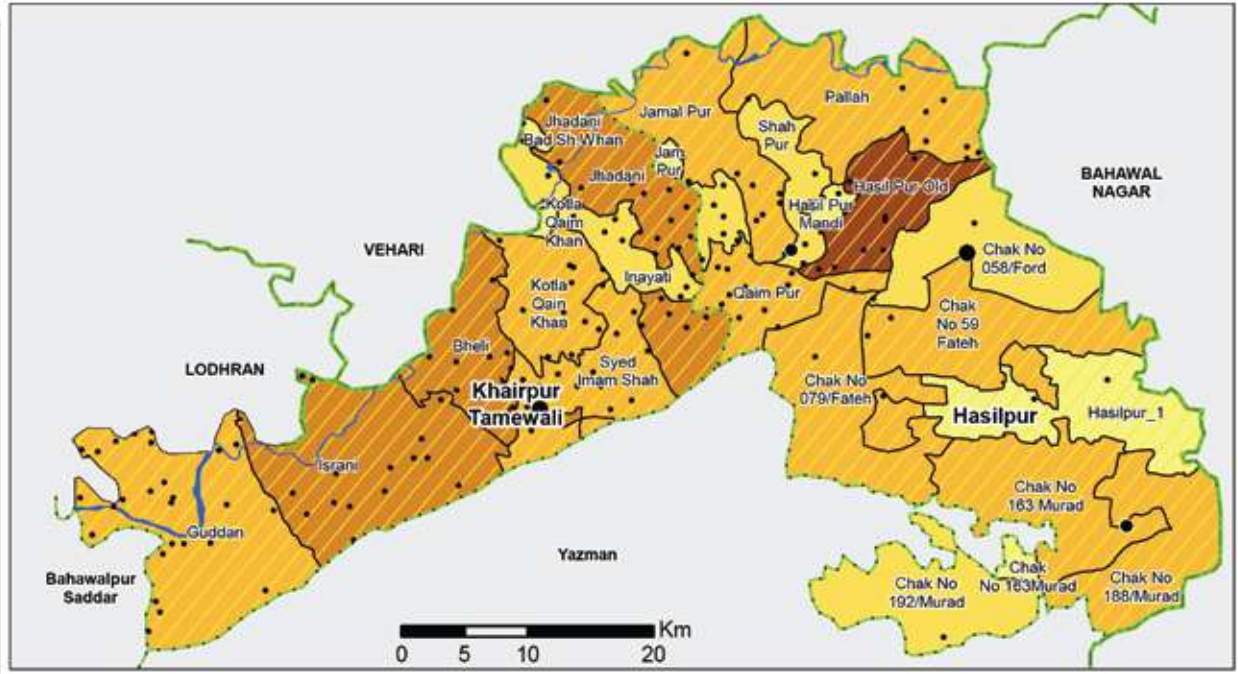 Pallah
Jamal Pur
Jhadani
Bad Sh.Whan
Shah
Pur
Jam
Pur
Jhadani
BAHAWAL
NAGAR
Hasil Pur Old
Hasil Pur
Mandi
Kotla
Qaim
Khan
VEHARI
Chak No
058/Ford
Inayati
Kotla
Qain
Khan
Qaim Pur
Chak
No 59
Fateh
Bheli
Syed
Imam Shah
LODHRAN
Khairpur
Tamewali
Chak No
079/Fateh
Hasilpur
Hasilpur_1
Israni
Chak No
163 Murad
Guddan
Yazman
Bahawalpur
Saddar
Chak No
192/Murad
Chak
No 163Murad
Chak No
188/Murad
Km
0 5 10 20